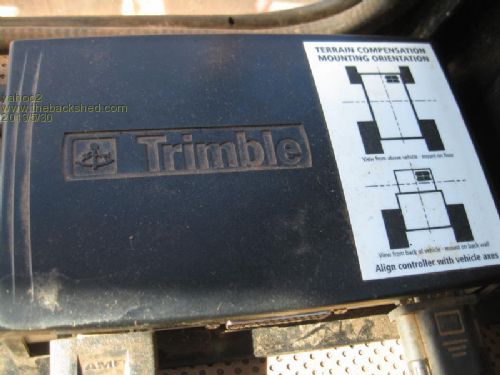 TERRAIN COMPENSATION
MOUNTING ORIENTATION
yahoo2
www.thebackshed.com
2013/5/30
Trimble
View from above vehicle - mount on floor
View from back of vehicle - mount on back wall
Align controller with vehicle axes
AMP